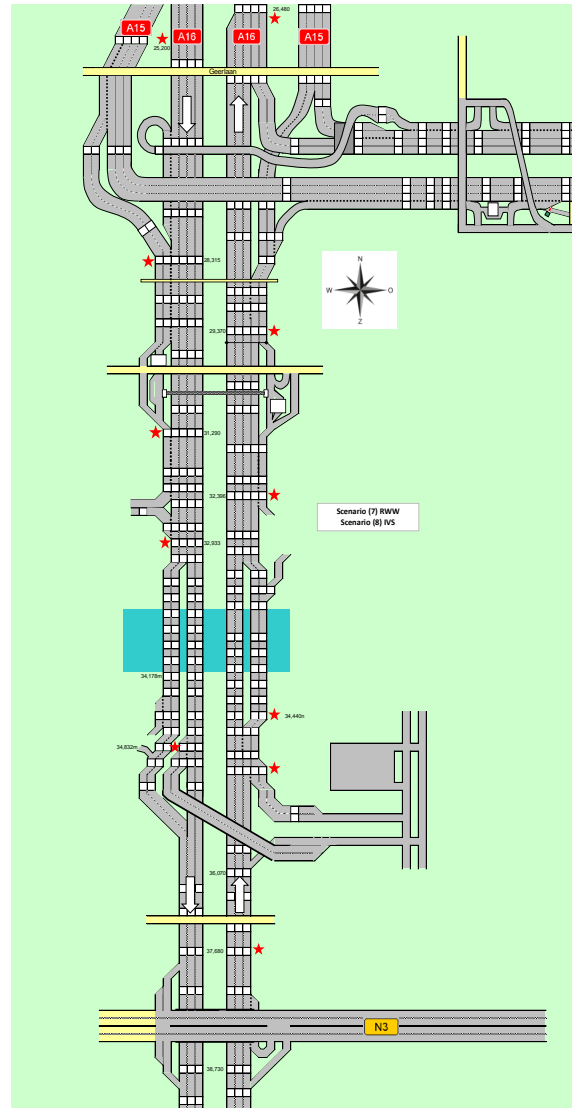 26,480
A15
A16
A16
A15
25,200
Geerlaan
N
W
O
Z
28,315
29,370
31,290
32,396
Scenario (7) RWW
Scenario (8) IVS
32,933
34,178m
34,440n
34,832m
36,070
37,680
N3
38,730